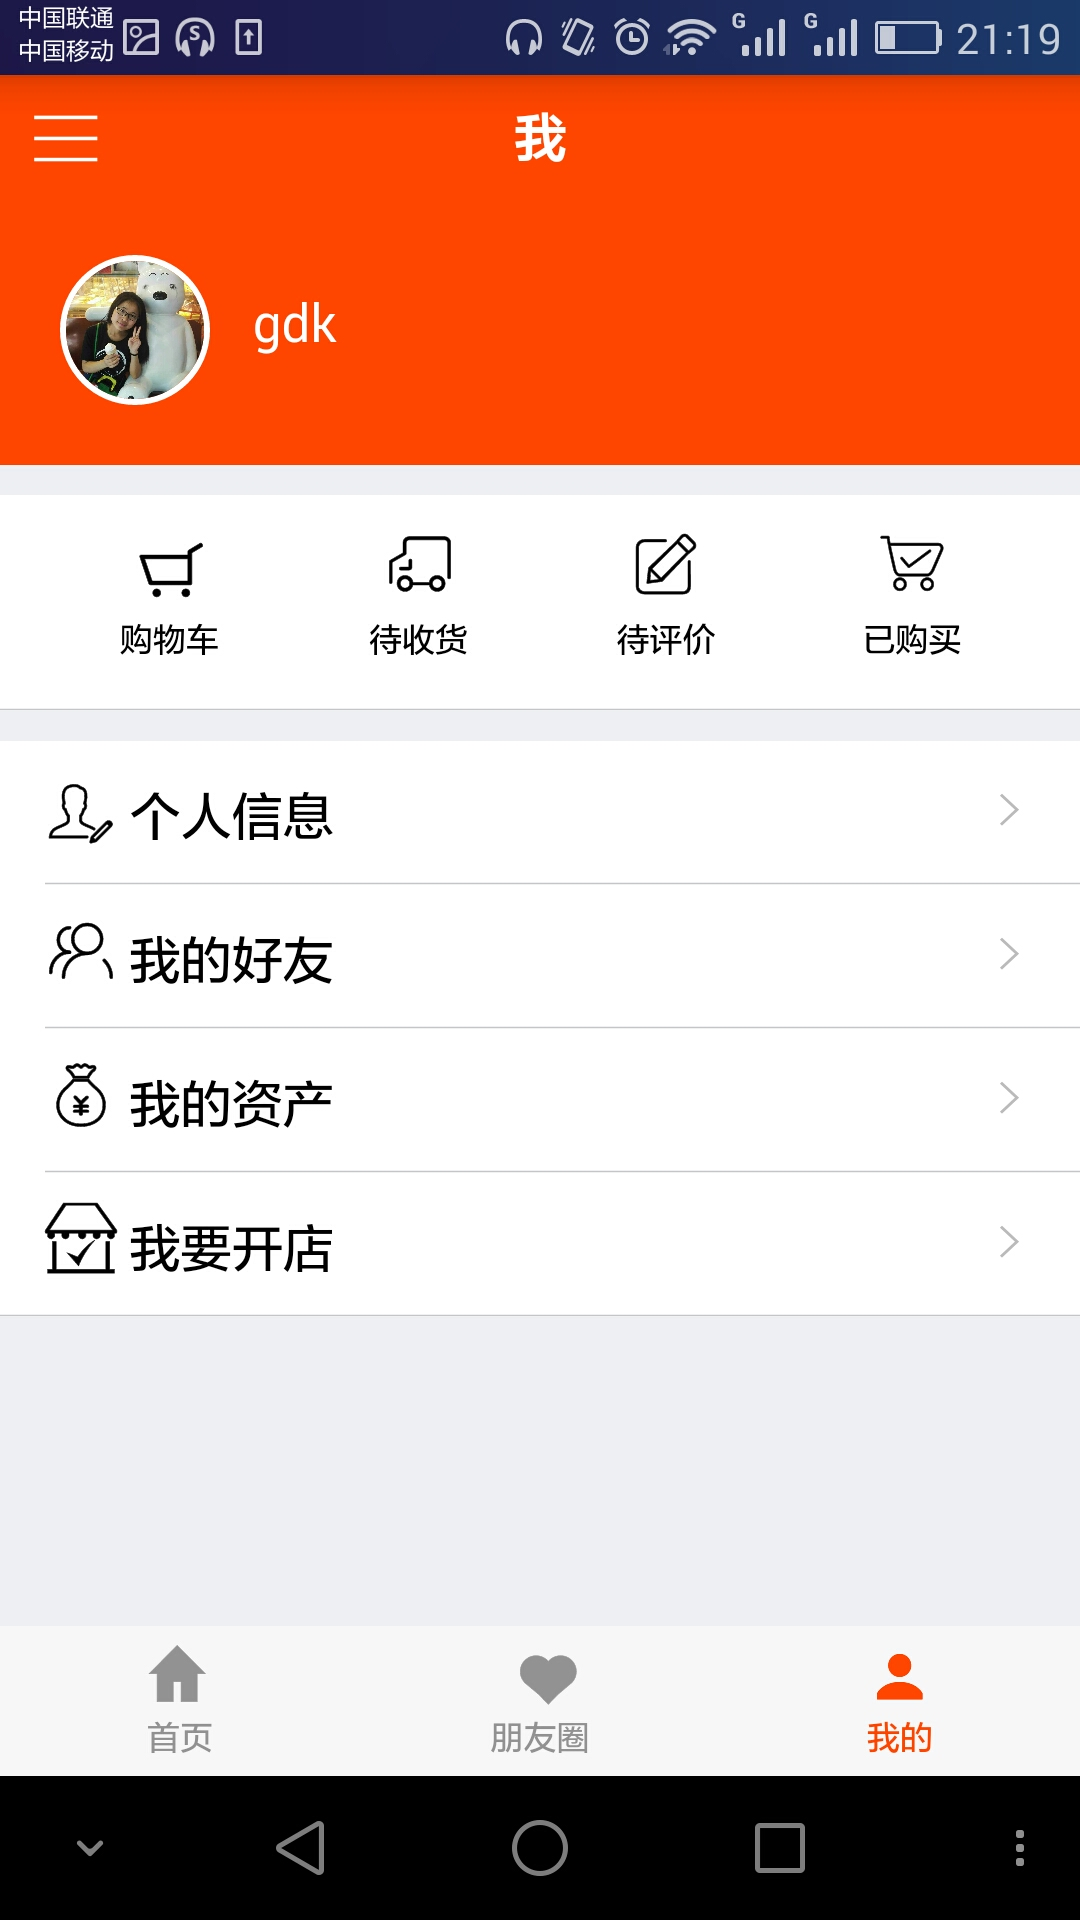 中国联通
中国移动
G
G
21:19
我
gdk
购物车
待收货
待评价
已购买
个人信息
我的好友
我的资产
我要开店
首页
朋友圈
我的